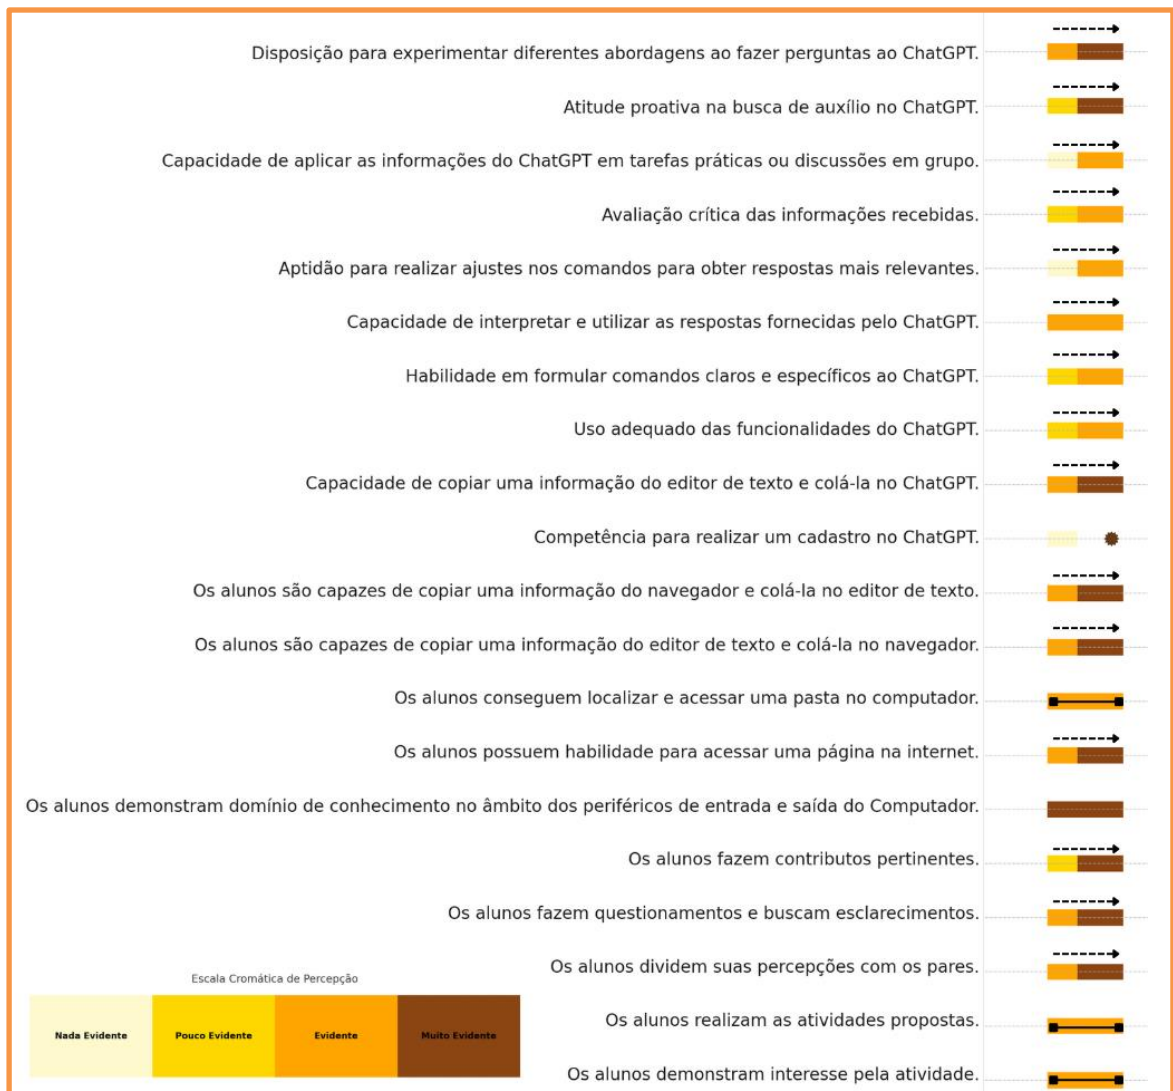 Disposição para experimentar diferentes abordagens ao fazer perguntas ao ChatGPT.
Atitude proativa na busca de auxílio no ChatGPT.
Capacidade de aplicar as informações do ChatGPT em tarefas práticas ou discussões em grupo.
Avaliação crítica das informações recebidas.
Aptidão para realizar ajustes nos comandos para obter respostas mais relevantes.
Capacidade de interpretar e utilizar as respostas fornecidas pelo ChatGPT.
Habilidade em formular comandos claros e específicos ao ChatGPT.
Uso adequado das funcionalidades do ChatGPT.
Capacidade de copiar uma informação do editor de texto e colá-la no ChatGPT.
Competência para realizar um cadastro no ChatGPT.
Os alunos são capazes de copiar uma informação do navegador e colá-la no editor de texto.
Os alunos são capazes de copiar uma informação do editor de texto e colá-la no navegador.
Os alunos conseguem localizar e acessar uma pasta no computador.
Os alunos possuem habilidade para acessar uma página na internet.
Os alunos demonstram domínio de conhecimento no âmbito dos periféricos de entrada e saída do Computador.
Os alunos fazem contributos pertinentes.
Os alunos fazem questionamentos e buscam esclarecimentos.
Os alunos dividem suas percepções com os pares.
Os alunos realizam as atividades propostas.
Os alunos demonstram interesse pela atividade.
Escala Cromática de Percepção
Nada Evidente
Pouco Evidente
Evidente
Muito Evidente